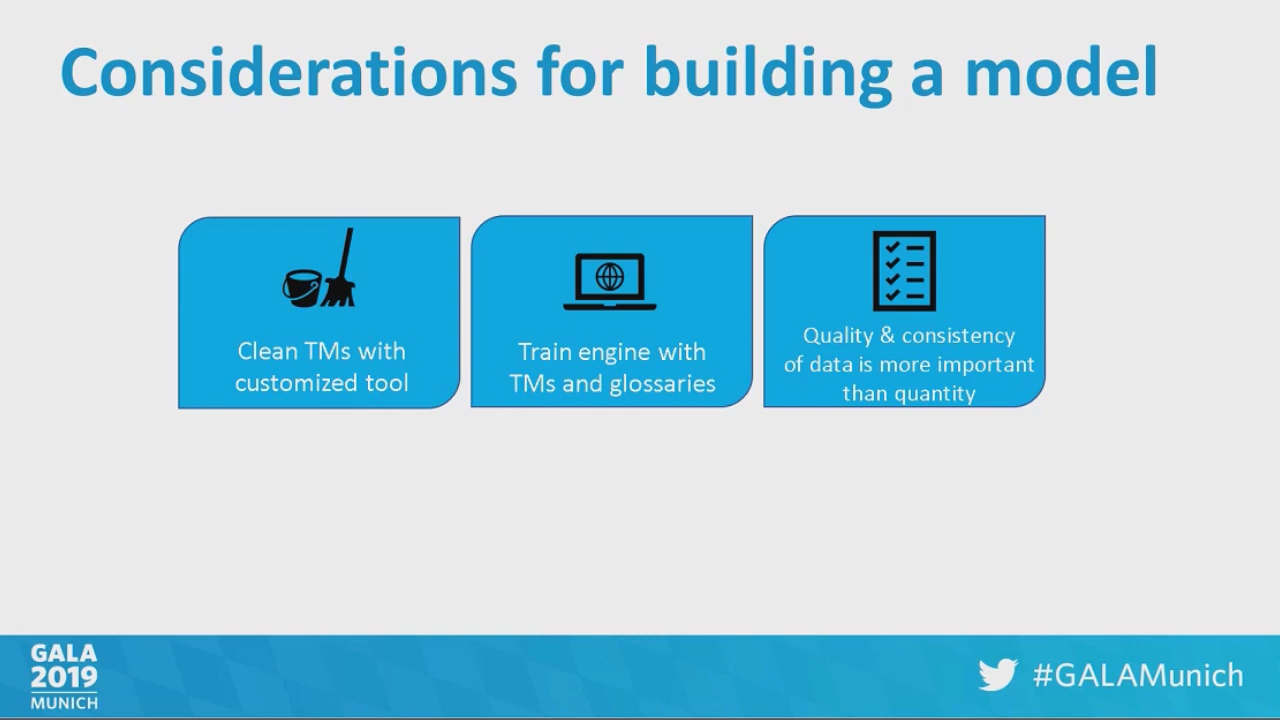 Considerations for building a model
Clean TMs with
customized tool
Train engine with
TMs and glossaries
Quality & consistency
of data is more important
than quantity
GALA
2019
MUNICH
#GALAMunich